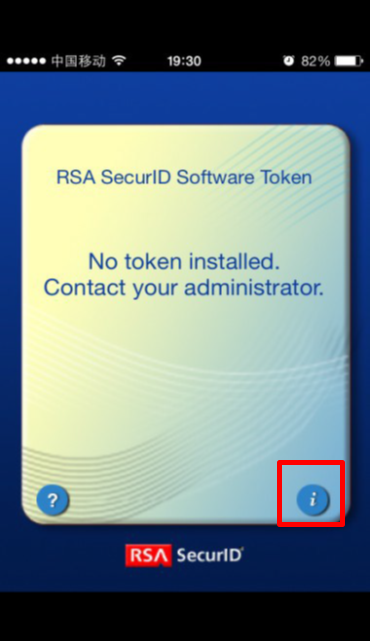 中国移动 19:30 82%
RSA SecurID Software Token
No token installed.
Contact your administrator.
? i
RSA SecurID